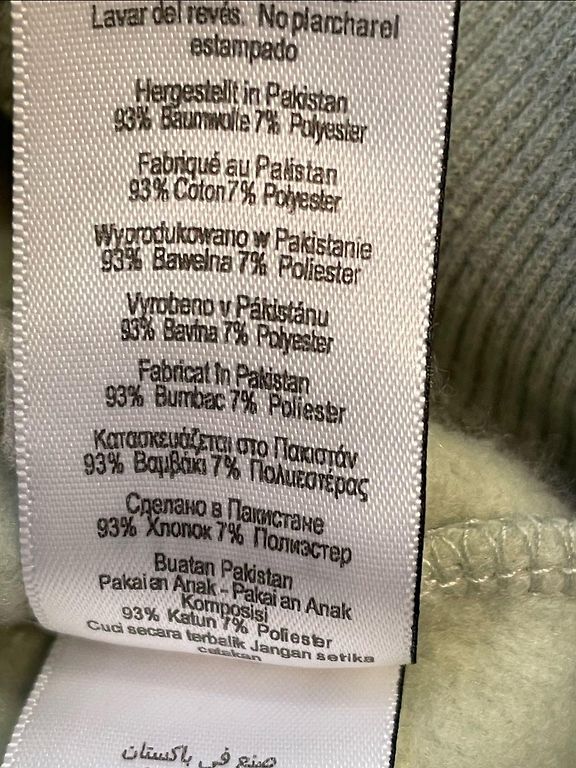 Lavar del revés. No plarcharel
estampado
Hergestellt in Pakistan
93% Baumwolle 7% Polyester
Fabriqué au Pakistan
93% Coton 7% Polyester
Wyprodukowano w Pakistanie
93% Bawełna 7% Poliester
Vyrobeno v Pákistánu
93% Bavlna 7% Polyester
Fabricat în Pakistan
93% Bumbac 7% Poliester
Κατασκευάζεται στο Πακιστάν
93% Βαμβάκι 7% Πολυεστέρας
Сделано в Пакистане
93% Хлопок 7% Полиэстер
Buatan Pakistan
Pakaian Anak - Pakaian Anak
Komposisi
93% Katun 7% Poliester
Cuci secara terbalik Jangan setika
cetakan
صنع في باكستان